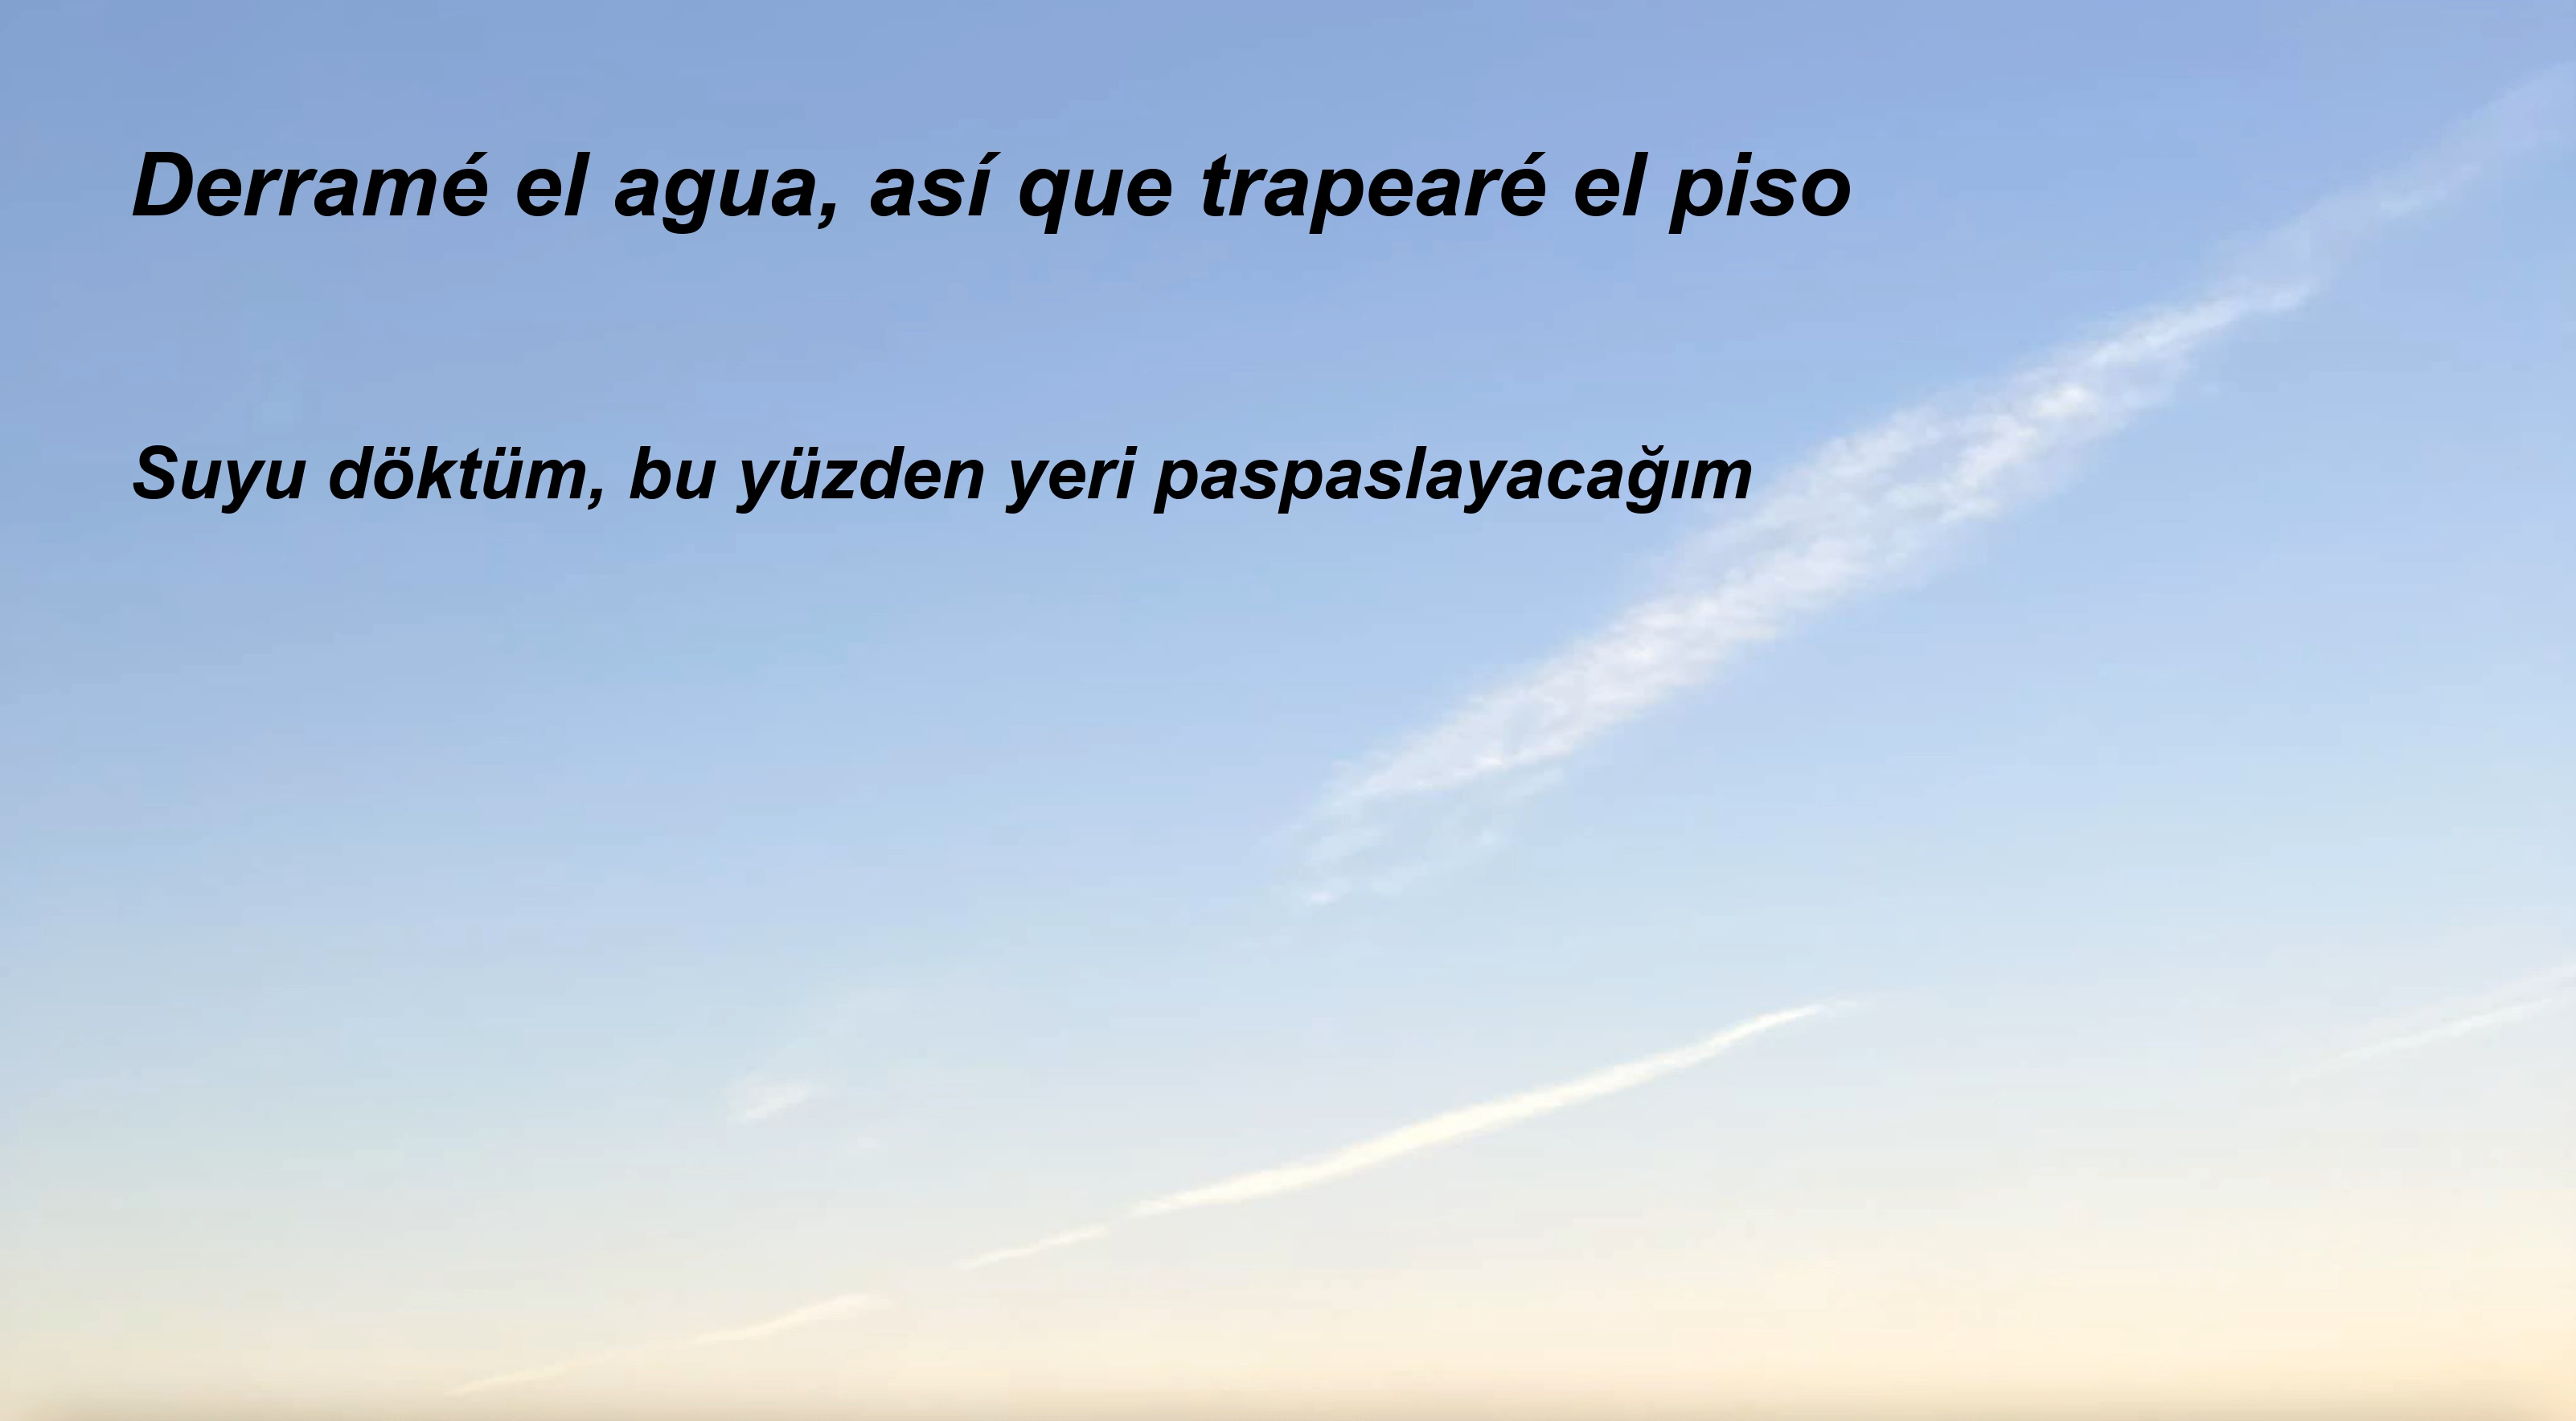 Derramé el agua, así que trapearé el piso
Suyu döktüm, bu yüzden yeri paspaslayacağım